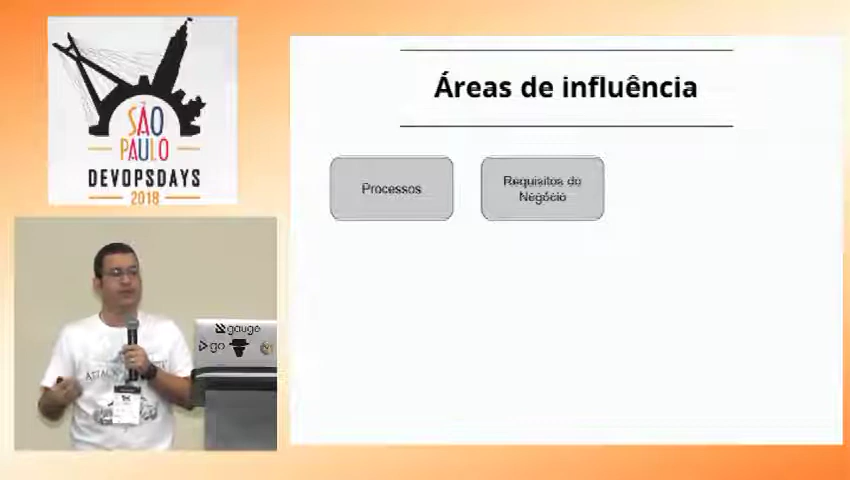 SÃO
PAULO
DEVOPSDAYS
2018
Áreas de influência
Processos
Requisitos do
Negócio
gauge
go